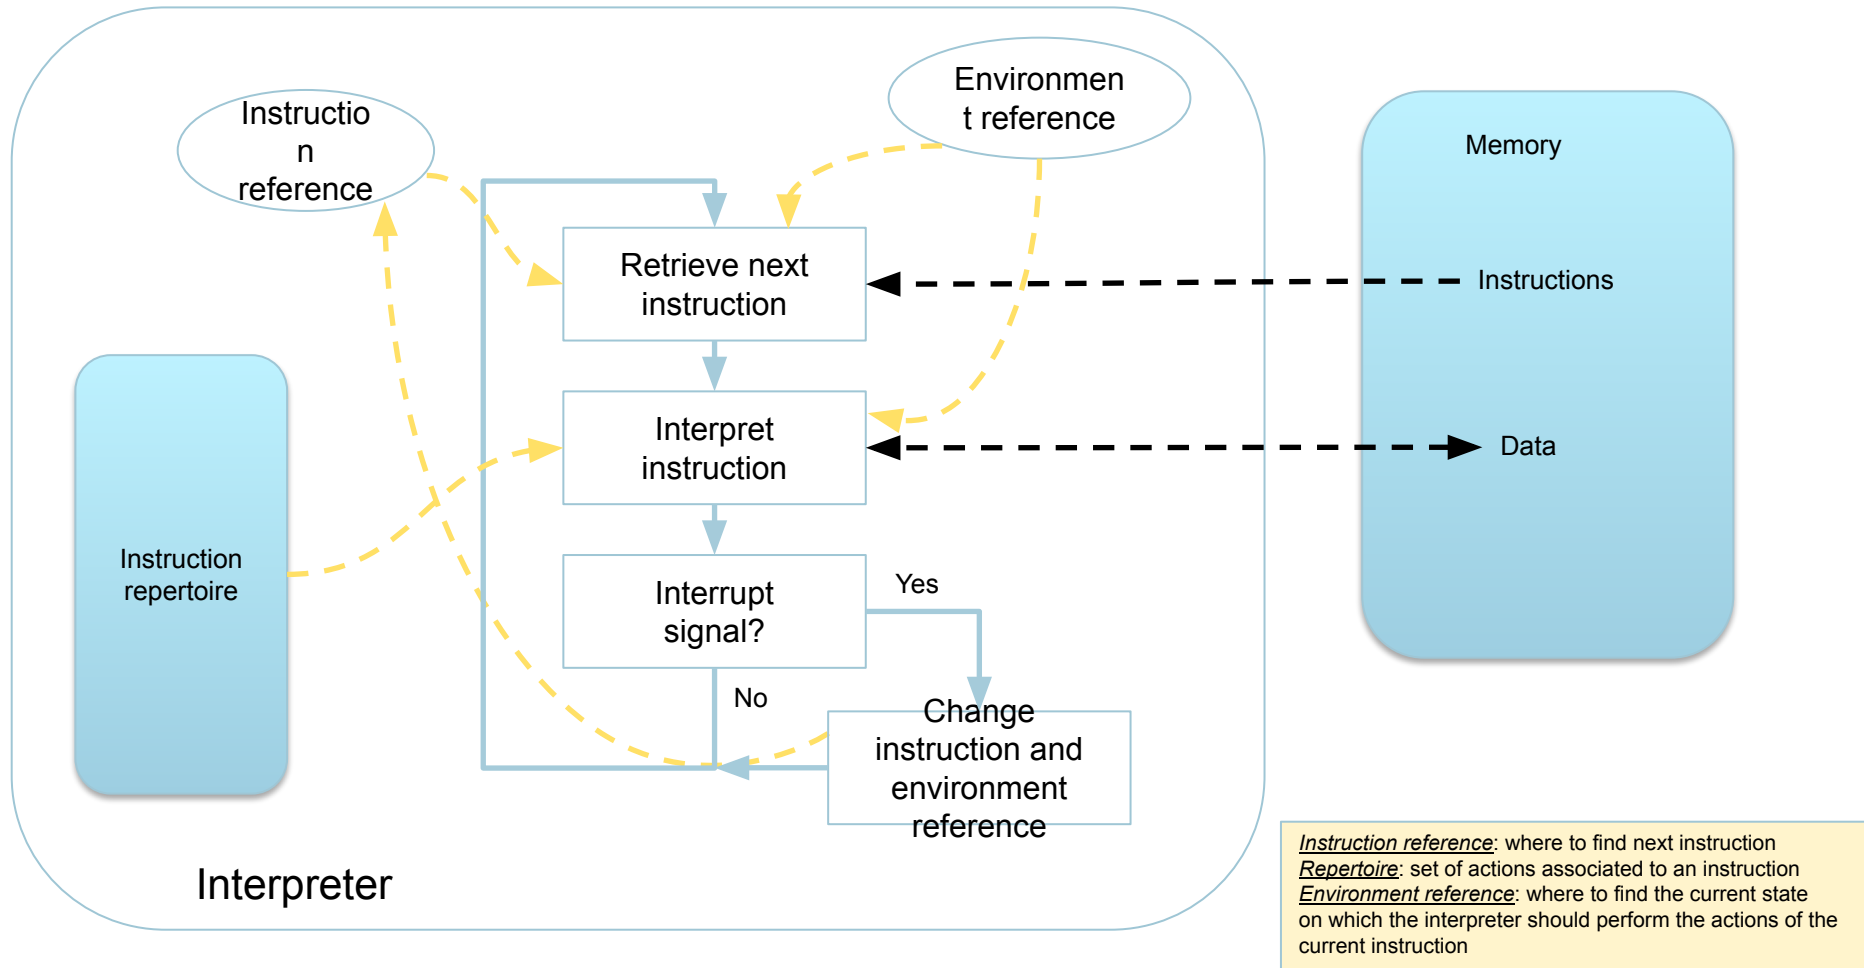 Instructio
n
reference
Environmen
t reference
Memory
Retrieve next
instruction
Instructions
Interpret
instruction
Data
Instruction
repertoire
Interrupt
signal?
Yes
No
Change
instruction and
environment
reference
Interpreter
Instruction reference: where to find next instruction
Repertoire: set of actions associated to an instruction
Environment reference: where to find the current state
on which the interpreter should perform the actions of the
current instruction